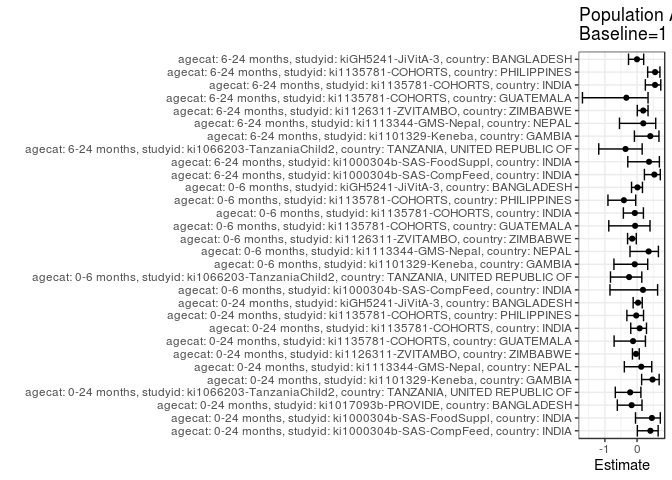 Population A
Baseline=1
agecat: 6-24 months, studyid: kiGH5241-JiVitA-3, country: BANGLADESH
agecat: 6-24 months, studyid: ki1135781-COHORTS, country: PHILIPPINES
agecat: 6-24 months, studyid: ki1135781-COHORTS, country: INDIA
agecat: 6-24 months, studyid: ki1135781-COHORTS, country: GUATEMALA
agecat: 6-24 months, studyid: ki1126311-ZVITAMBO, country: ZIMBABWE
agecat: 6-24 months, studyid: ki1113344-GMS-Nepal, country: NEPAL
agecat: 6-24 months, studyid: ki1101329-Keneba, country: GAMBIA
agecat: 6-24 months, studyid: ki1066203-TanzaniaChild2, country: TANZANIA, UNITED REPUBLIC OF
agecat: 6-24 months, studyid: ki1000304b-SAS-FoodSuppl, country: INDIA
agecat: 6-24 months, studyid: ki1000304b-SAS-CompFeed, country: INDIA
agecat: 0-6 months, studyid: kiGH5241-JiVitA-3, country: BANGLADESH
agecat: 0-6 months, studyid: ki1135781-COHORTS, country: PHILIPPINES
agecat: 0-6 months, studyid: ki1135781-COHORTS, country: INDIA
agecat: 0-6 months, studyid: ki1135781-COHORTS, country: GUATEMALA
agecat: 0-6 months, studyid: ki1126311-ZVITAMBO, country: ZIMBABWE
agecat: 0-6 months, studyid: ki1113344-GMS-Nepal, country: NEPAL
agecat: 0-6 months, studyid: ki1101329-Keneba, country: GAMBIA
agecat: 0-6 months, studyid: ki1066203-TanzaniaChild2, country: TANZANIA, UNITED REPUBLIC OF
agecat: 0-6 months, studyid: ki1000304b-SAS-CompFeed, country: INDIA
agecat: 0-24 months, studyid: kiGH5241-JiVitA-3, country: BANGLADESH
agecat: 0-24 months, studyid: ki1135781-COHORTS, country: PHILIPPINES
agecat: 0-24 months, studyid: ki1135781-COHORTS, country: INDIA
agecat: 0-24 months, studyid: ki1135781-COHORTS, country: GUATEMALA
agecat: 0-24 months, studyid: ki1126311-ZVITAMBO, country: ZIMBABWE
agecat: 0-24 months, studyid: ki1113344-GMS-Nepal, country: NEPAL
agecat: 0-24 months, studyid: ki1101329-Keneba, country: GAMBIA
agecat: 0-24 months, studyid: ki1066203-TanzaniaChild2, country: TANZANIA, UNITED REPUBLIC OF
agecat: 0-24 months, studyid: ki1017093b-PROVIDE, country: BANGLADESH
agecat: 0-24 months, studyid: ki1000304b-SAS-FoodSuppl, country: INDIA
agecat: 0-24 months, studyid: ki1000304b-SAS-CompFeed, country: INDIA
-1 0
Estimate